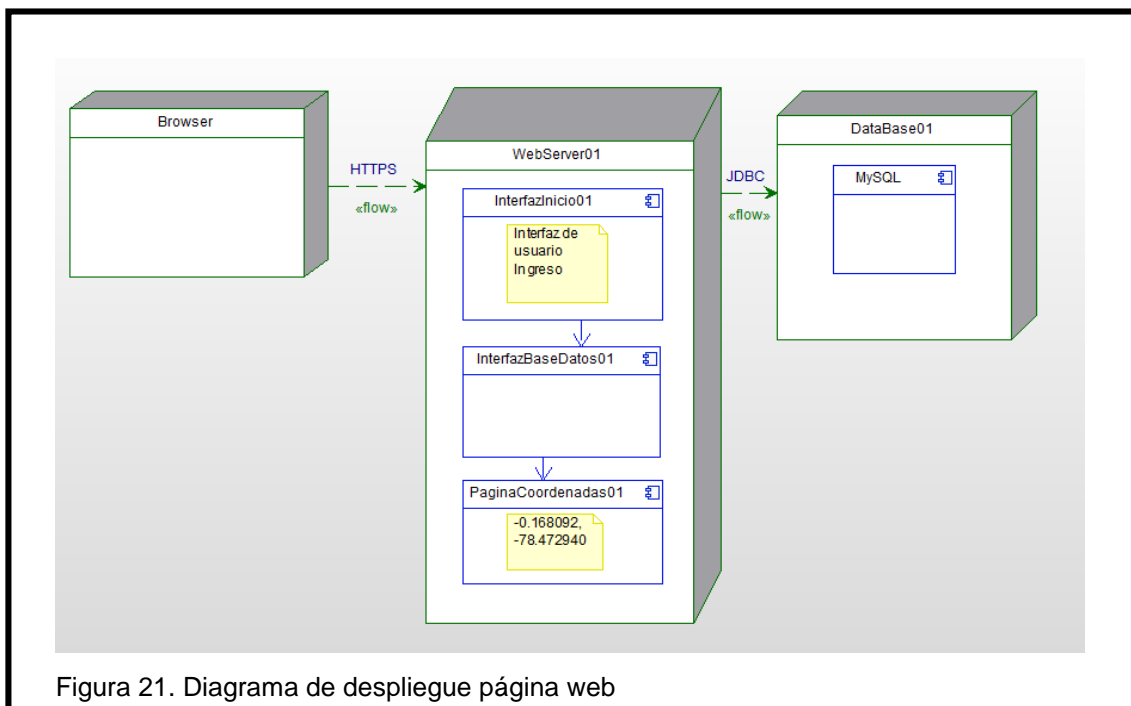 Browser
HTTPS
«flow»
WebServer01
InterfazInicio01
Interfaz de
usuario
Ingreso
InterfazBaseDatos01
PaginaCoordenadas01
-0.168092,
-78.472940
JDBC
«flow»
DataBase01
MySQL
Figura 21. Diagrama de despliegue página web